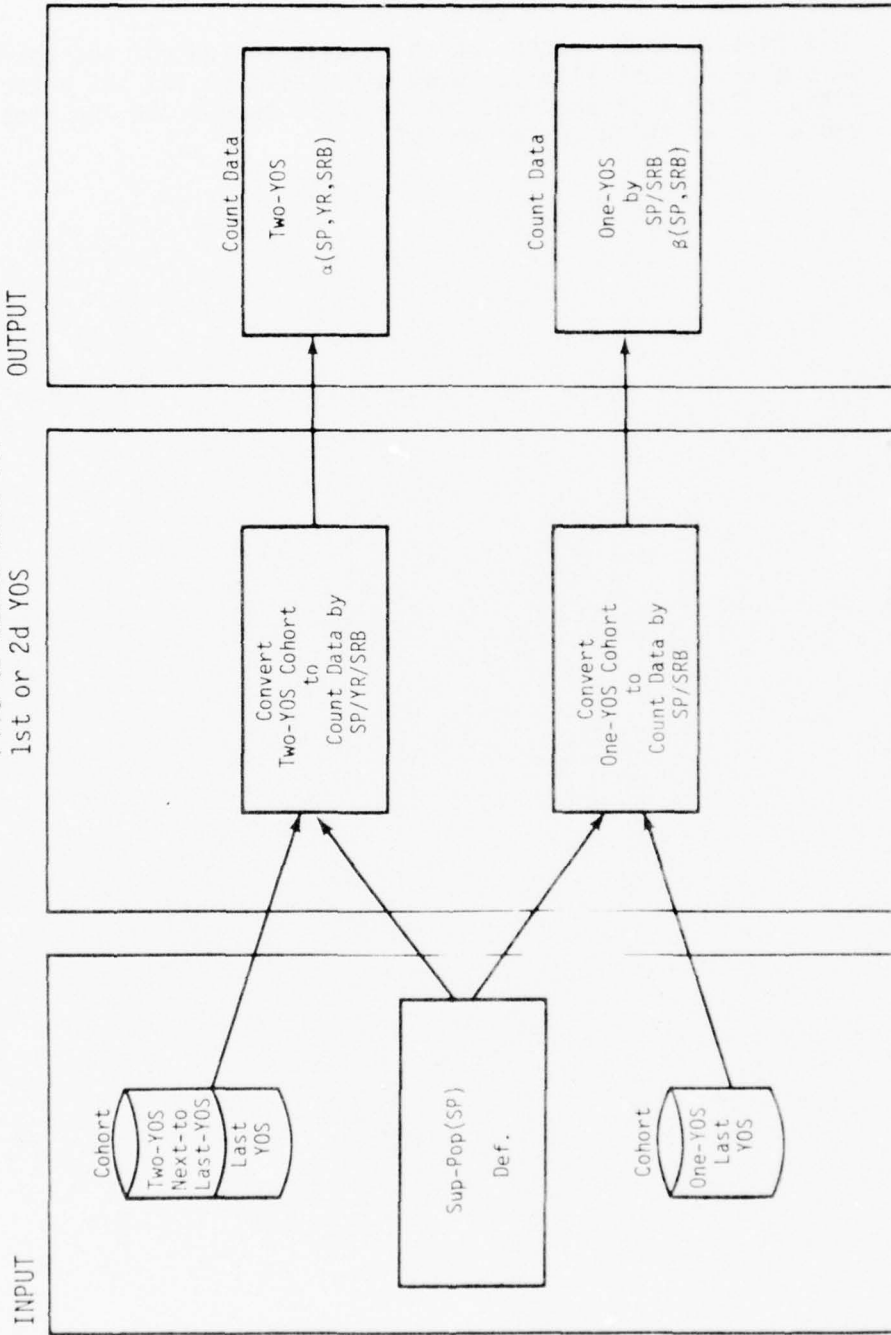 1st or 2d YOS
INPUT
OUTPUT
Cohort
Two-YOS
Next-to
Last-YOS
Last
YOS
Sup-Pop(SP)
Def.
Cohort
One-YOS
Last
YOS
Convert
Two-YOS Cohort
to
Count Data by
SP/YR/SRB
Convert
One-YOS Cohort
to
Count Data by
SP/SRB
Count Data
Two-YOS
α(SP,YR,SRB)
Count Data
One-YOS
by
SP/SRB
β(SP,SRB)